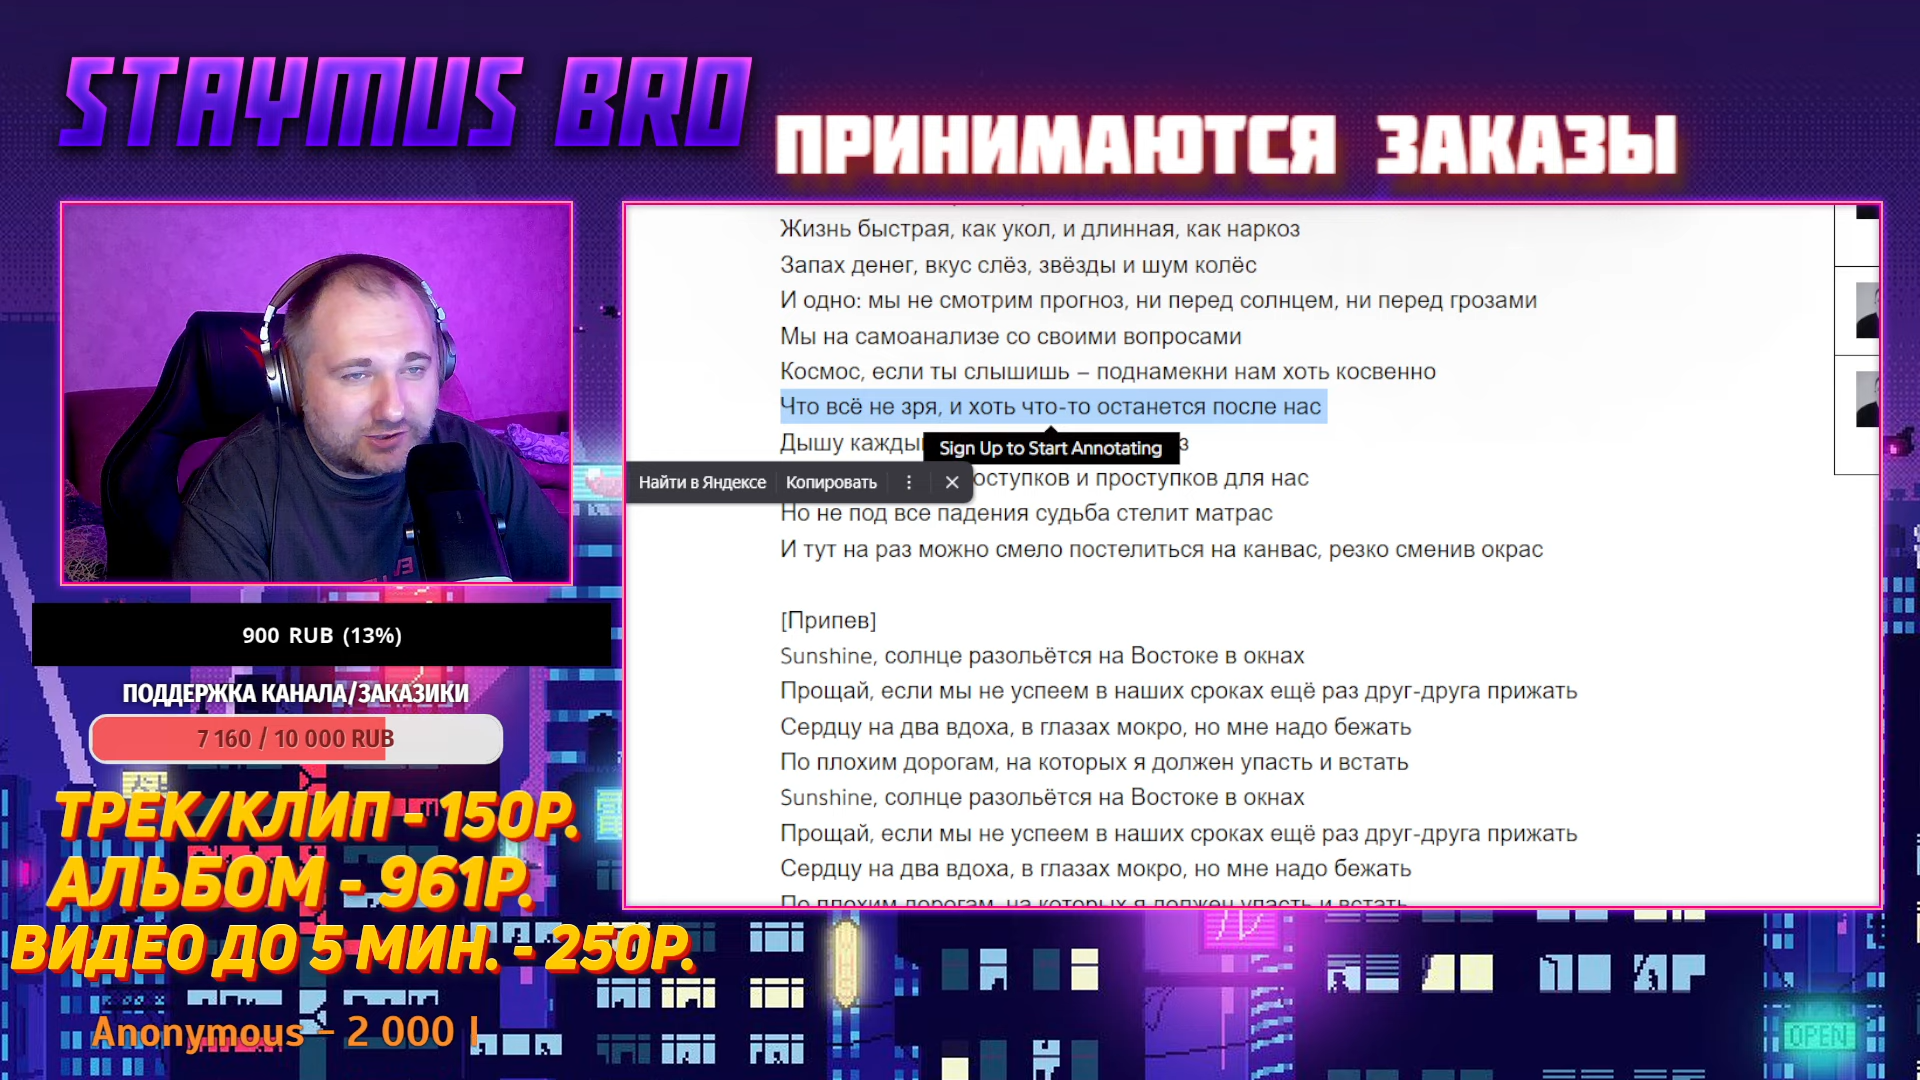 STAYMUS BRO
ПРИНИМАЮТСЯ ЗАКАЗЫ
Жизнь быстрая, как укол, и длинная, как наркоз
Запах денег, вкус слёз, звёзды и шум колёс
И одно: мы не смотрим прогноз, ни перед солнцем, ни перед грозами
Мы на самоанализе со своими вопросами
Космос, если ты слышишь – поднамекни нам хоть косвенно
Что всё не зря, и хоть что-то останется после нас
Дышу
Sign Up to Start Annotating
Найти в Яндексе Копировать
и проступков для нас
Но не под все падения судьба стелит матрас
И тут на раз можно смело постелиться на канвас, резко сменив окрас
[Припев]
Sunshine, солнце разольётся на Востоке в окнах
Прощай, если мы не успеем в наших сроках ещё раз друг-друга прижать
Сердцу на два вдоха, в глазах мокро, но мне надо бежать
По плохим дорогам, на которых я должен упасть и встать
Sunshine, солнце разольётся на Востоке в окнах
Прощай, если мы не успеем в наших сроках ещё раз друг-друга прижать
Сердцу на два вдоха, в глазах мокро, но мне надо бежать
По плохим дорогам, на которых я должен упасть и встать
900 RUB (13%)
ПОДДЕРЖКА КАНАЛА/ЗАКАЗИКИ
7 160 / 10 000 RUB
ТРЕК/КЛИП - 150Р.
АЛЬБОМ - 961Р.
ВИДЕО ДО 5 МИН. - 250Р.
Anonymous – 2 000
OPEN